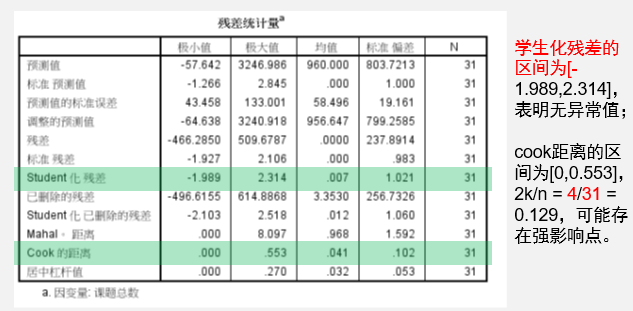 残差统计量a
极小值 极大值 均值 标准 偏差 N
预测值 -57.642 3246.986 960.000 803.7213 31
标准 预测值 -1.266 2.845 .000 1.000 31
预测值的标准误差 43.458 133.001 58.496 19.161 31
调整的预测值 -64.638 3240.918 956.647 799.2585 31
残差 -466.2850 509.6787 .0000 237.8914 31
标准 残差 -1.927 2.106 .000 .983 31
Student 化 残差 -1.989 2.314 .007 1.021 31
已删除的残差 -496.6155 614.8868 3.3530 256.7326 31
Student 化 已删除的残差 -2.103 2.518 .012 1.060 31
Mahal。 距离 .000 8.097 .968 1.592 31
Cook 的距离 .000 .553 .041 .102 31
居中杠杆值 .000 .270 .032 .053 31
a. 因变量: 课题总数
学生化残差的
区间为[-
1.989,2.314]，
表明无异常值；
cook距离的区
间为[0,0.553]，
2k/n = 4/31 =
0.129，可能存
在强影响点。